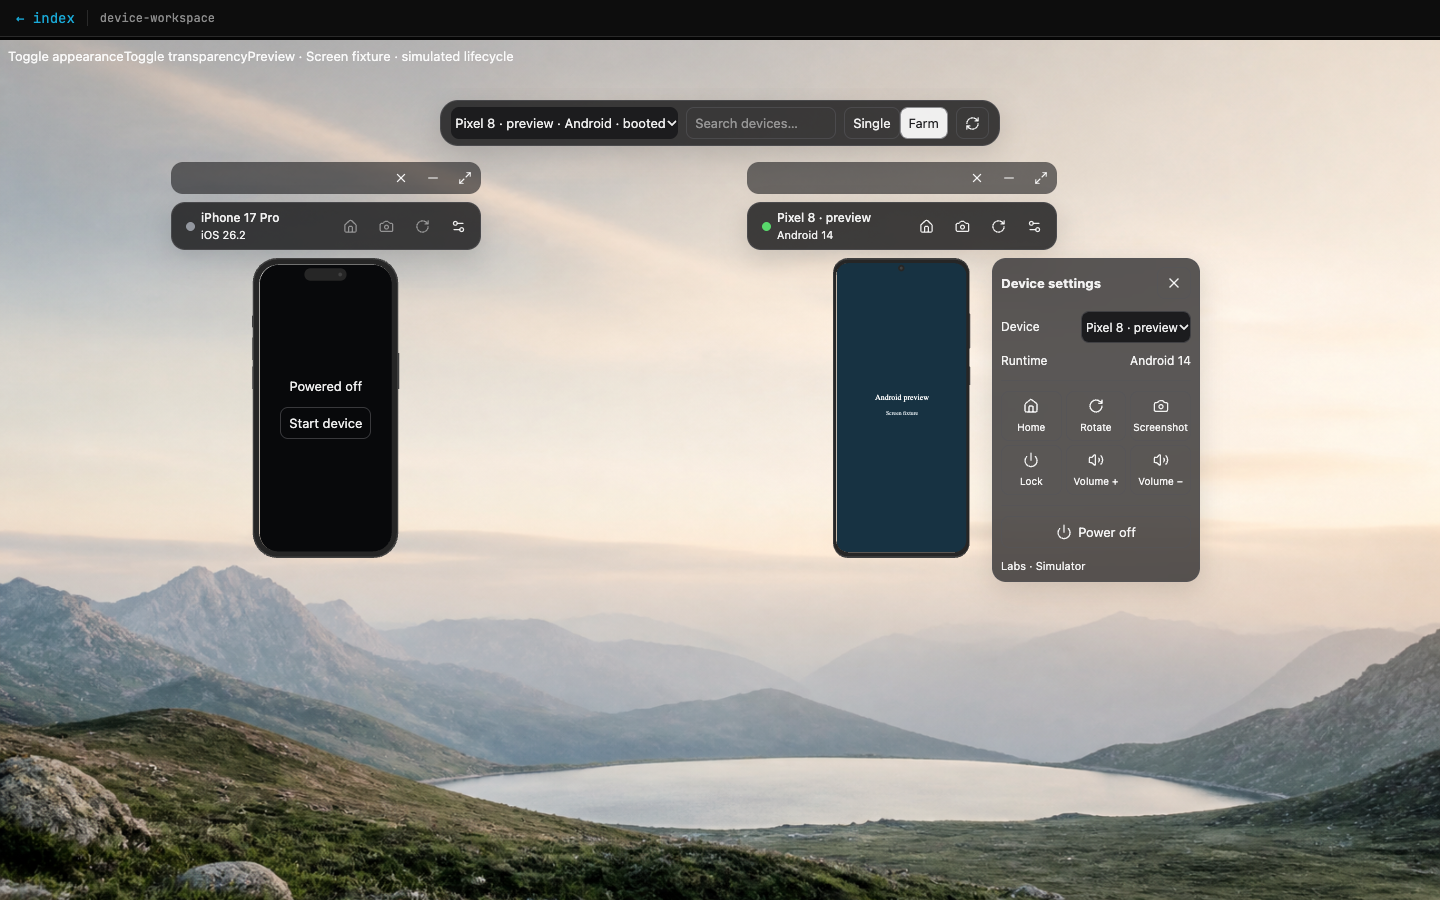 ← index device-workspace
Toggle appearanceToggle transparencyPreview · Screen fixture · simulated lifecycle
Pixel 8 · preview · Android · booted Search devices... Single Farm
iPhone 17 Pro
iOS 26.2
Pixel 8 · preview
Android 14
Powered off
Start device
Android preview
Screen fixture
Device settings
Device Pixel 8 · preview
Runtime Android 14
Home Rotate Screenshot
Lock Volume + Volume −
Power off
Labs · Simulator